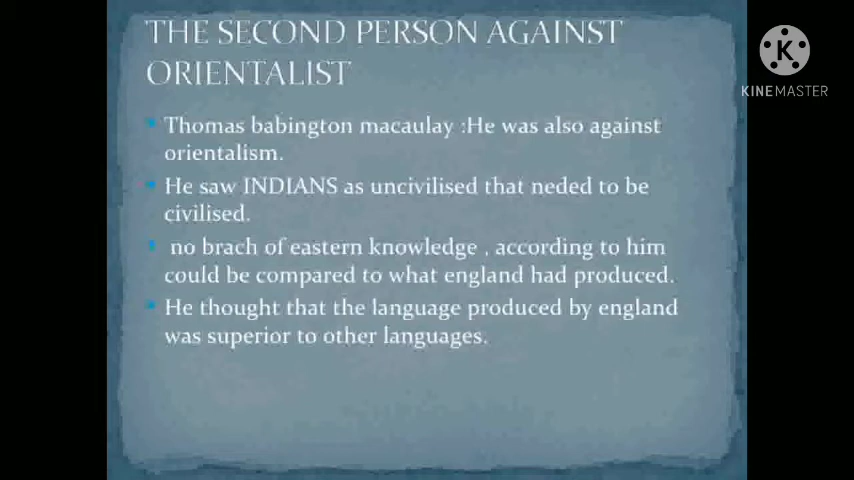 THE SECOND PERSON AGAINST
ORIENTALIST
K
KINEMASTER
Thomas babington macaulay :He was also against
orientalism.
He saw INDIANS as uncivilised that neded to be
civilised.
no brach of eastern knowledge , according to him
could be compared to what england had produced.
He thought that the language produced by england
was superior to other languages.